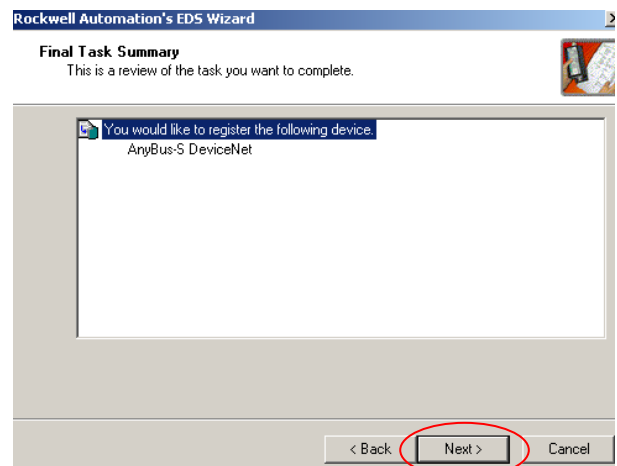 Rockwell Automation's EDS Wizard
Final Task Summary
This is a review of the task you want to complete.
You would like to register the following device.
AnyBus-S DeviceNet
< Back
Next >
Cancel